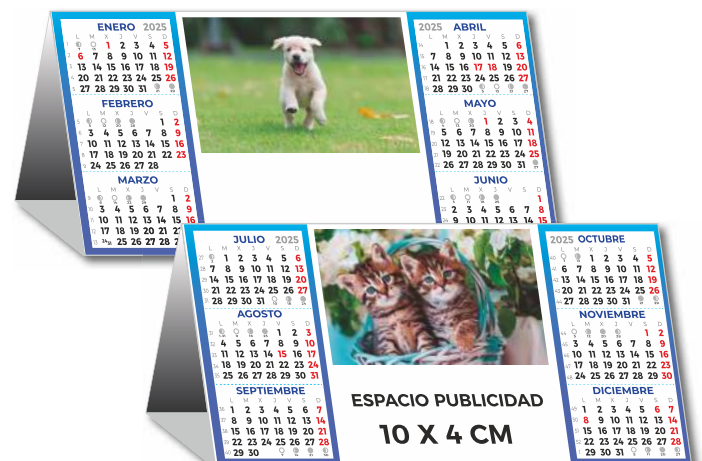 ENERO 2025
L M X J V S D
1 2 3 4 5
6 7 8 9 10 11 12
13 14 15 16 17 18 19
20 21 22 23 24 25 26
27 28 29 30 31
FEBRERO
L M X J V S D
1 2
3 4 5 6 7 8 9
10 11 12 13 14 15 16
17 18 19 20 21 22 23
24 25 26 27 28
MARZO
L M X J V S D
1 2
3 4 5 6 7 8 9
10 11 12 13 14 15 16
17 18 19 20 21 22
25 26 27 28
2025 ABRIL
L M X J V S D
1 2 3 4 5 6
7 8 9 10 11 12 13
14 15 16 17 18 19 20
21 22 23 24 25 26 27
28 29 30
MAYO
L M X J V S D
1 2 3 4
5 6 7 8 9 10 11
12 13 14 15 16 17 18
19 20 21 22 23 24 25
26 27 28 29 30 31
JUNIO
L M X J V S D
1
2 3 4 5 6 7 8
9 10 11 12 13 14 15
JULIO 2025
L M X J V S D
1 2 3 4 5 6
7 8 9 10 11 12 13
14 15 16 17 18 19 20
21 22 23 24 25 26 27
28 29 30 31
AGOSTO
L M X J V S D
1 2 3
4 5 6 7 8 9 10
11 12 13 14 15 16 17
18 19 20 21 22 23 24
25 26 27 28 29 30 31
SEPTIEMBRE
L M X J V S D
1 2 3 4 5 6 7
8 9 10 11 12 13 14
15 16 17 18 19 20 21
22 23 24 25 26 27 28
29 30
ESPACIO PUBLICIDAD
10 X 4 CM
2025 OCTUBRE
L M X J V S D
1 2 3 4 5
6 7 8 9 10 11 12
13 14 15 16 17 18 19
20 21 22 23 24 25 26
27 28 29 30 31
NOVIEMBRE
L M X J V S D
1 2
3 4 5 6 7 8 9
10 11 12 13 14 15 16
17 18 19 20 21 22 23
24 25 26 27 28 29 30
DICIEMBRE
L M X J V S D
1 2 3 4 5 6 7
8 9 10 11 12 13 14
15 16 17 18 19 20 21
22 23 24 25 26 27 28
29 30 31